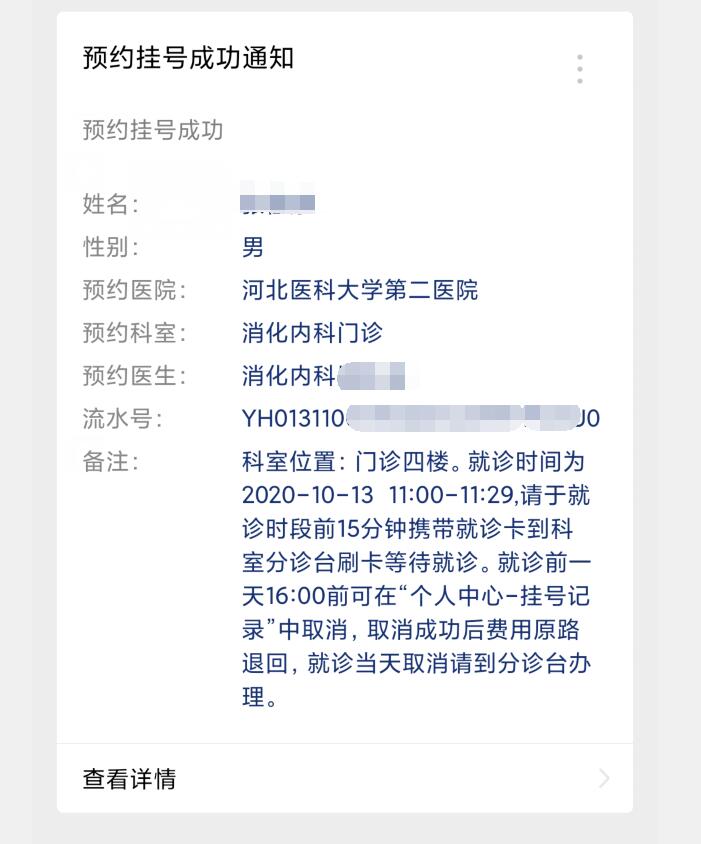 预约挂号成功通知
预约挂号成功
姓名：
性别： 男
预约医院： 河北医科大学第二医院
预约科室： 消化内科门诊
预约医生： 消化内科
流水号： YH013110 J0
备注： 科室位置：门诊四楼。就诊时间为
2020-10-13 11:00-11:29,请于就
诊时段前15分钟携带就诊卡到科
室分诊台刷卡等待就诊。就诊前一
天16:00前可在“个人中心-挂号记
录”中取消，取消成功后费用原路
退回，就诊当天取消请到分诊台办
理。
查看详情